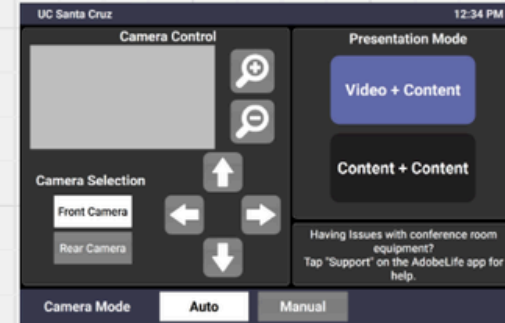 UC Santa Cruz
12:34 PM
Camera Control
Camera Selection
Front Camera
Rear Camera
Presentation Mode
Video + Content
Content + Content
Having Issues with conference room
equipment?
Tap "Support" on the AdobeLife app for
help.
Camera Mode
Auto
Manual